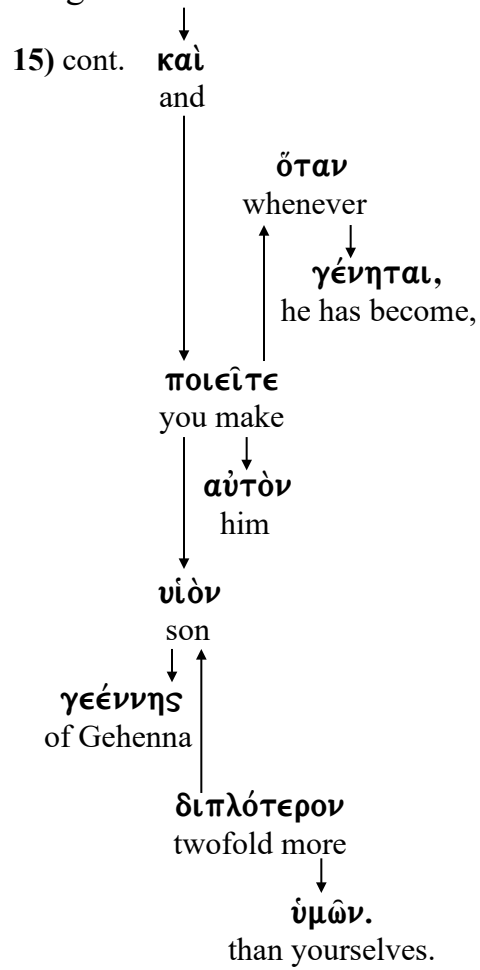 15) cont. καὶ
and
ὅταν
whenever
γένηται,
he has become,
ποιεῖτε
you make
αὐτὸν
him
υἱὸν
son
γεέννης
of Gehenna
διπλότερον
twofold more
ὑμῶν.
than yourselves.